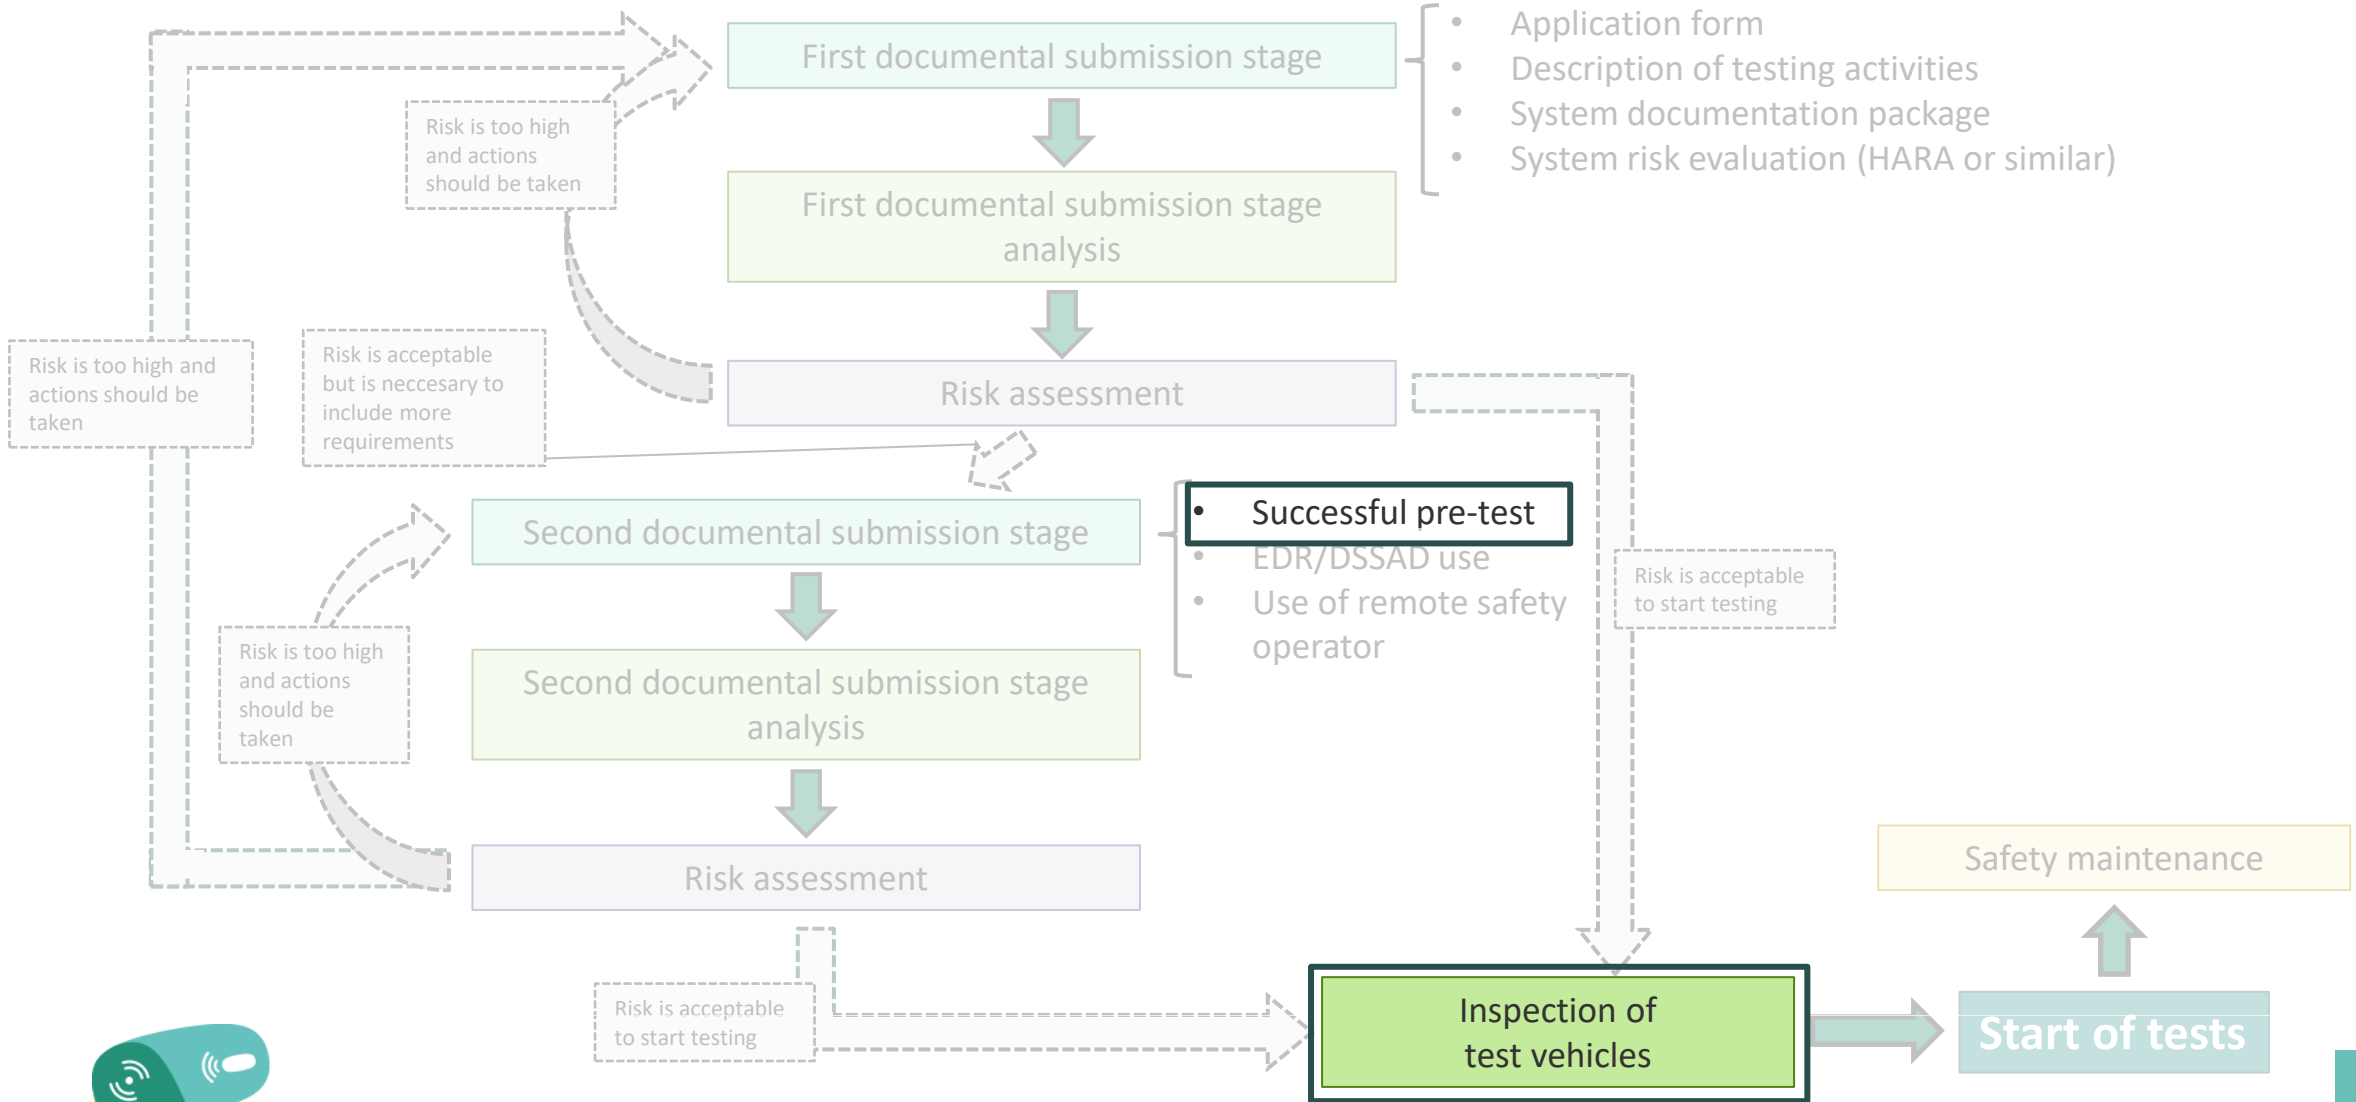 First documental submission stage
• Application form
• Description of testing activities
• System documentation package
• System risk evaluation (HARA or similar)
Risk is too high
and actions
should be taken
First documental submission stage
analysis
Risk is too high and
actions should be
taken
Risk is acceptable
but is neccesary to
include more
requirements
Risk assessment
Second documental submission stage
• Successful pre-test
• EDR/DSSAD use
• Use of remote safety
operator
Risk is acceptable
to start testing
Risk is too high
and actions
should be
taken
Second documental submission stage
analysis
Risk assessment
Safety maintenance
Risk is acceptable
to start testing
Inspection of
test vehicles
Start of tests